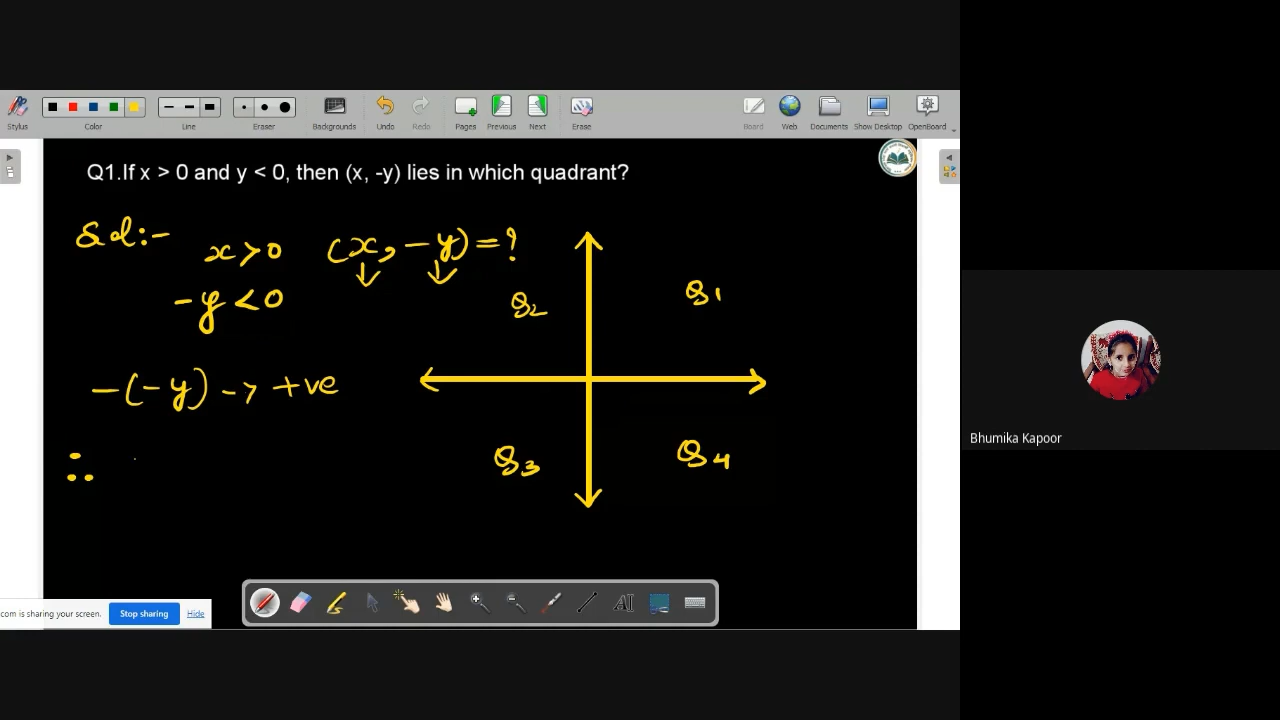 Stylus
Color
Line
Eraser
Backgrounds
Undo
Redo
Pages
Previous
Next
Erase
Board
Web
Documents
Show Desktop
OpenBoard
Q1.If x > 0 and y < 0, then (x, -y) lies in which quadrant?
Sol:-
x > 0 (x, - y) = ?
- y < 0
Q2 Q1
- (- y) -> +ve
∴
Q3 Q4
com is sharing your screen. Stop sharing Hide
Bhumika Kapoor